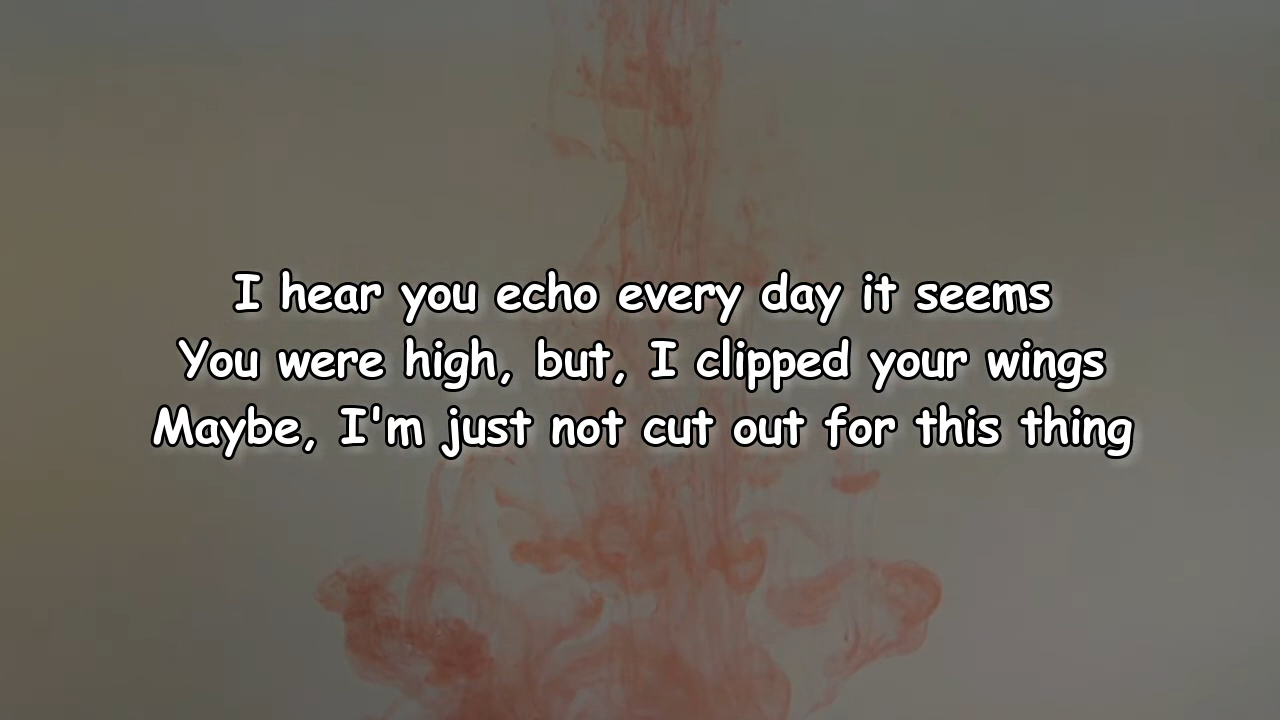 I hear you echo every day it seems
You were high, but, I clipped your wings
Maybe, I'm just not cut out for this thing